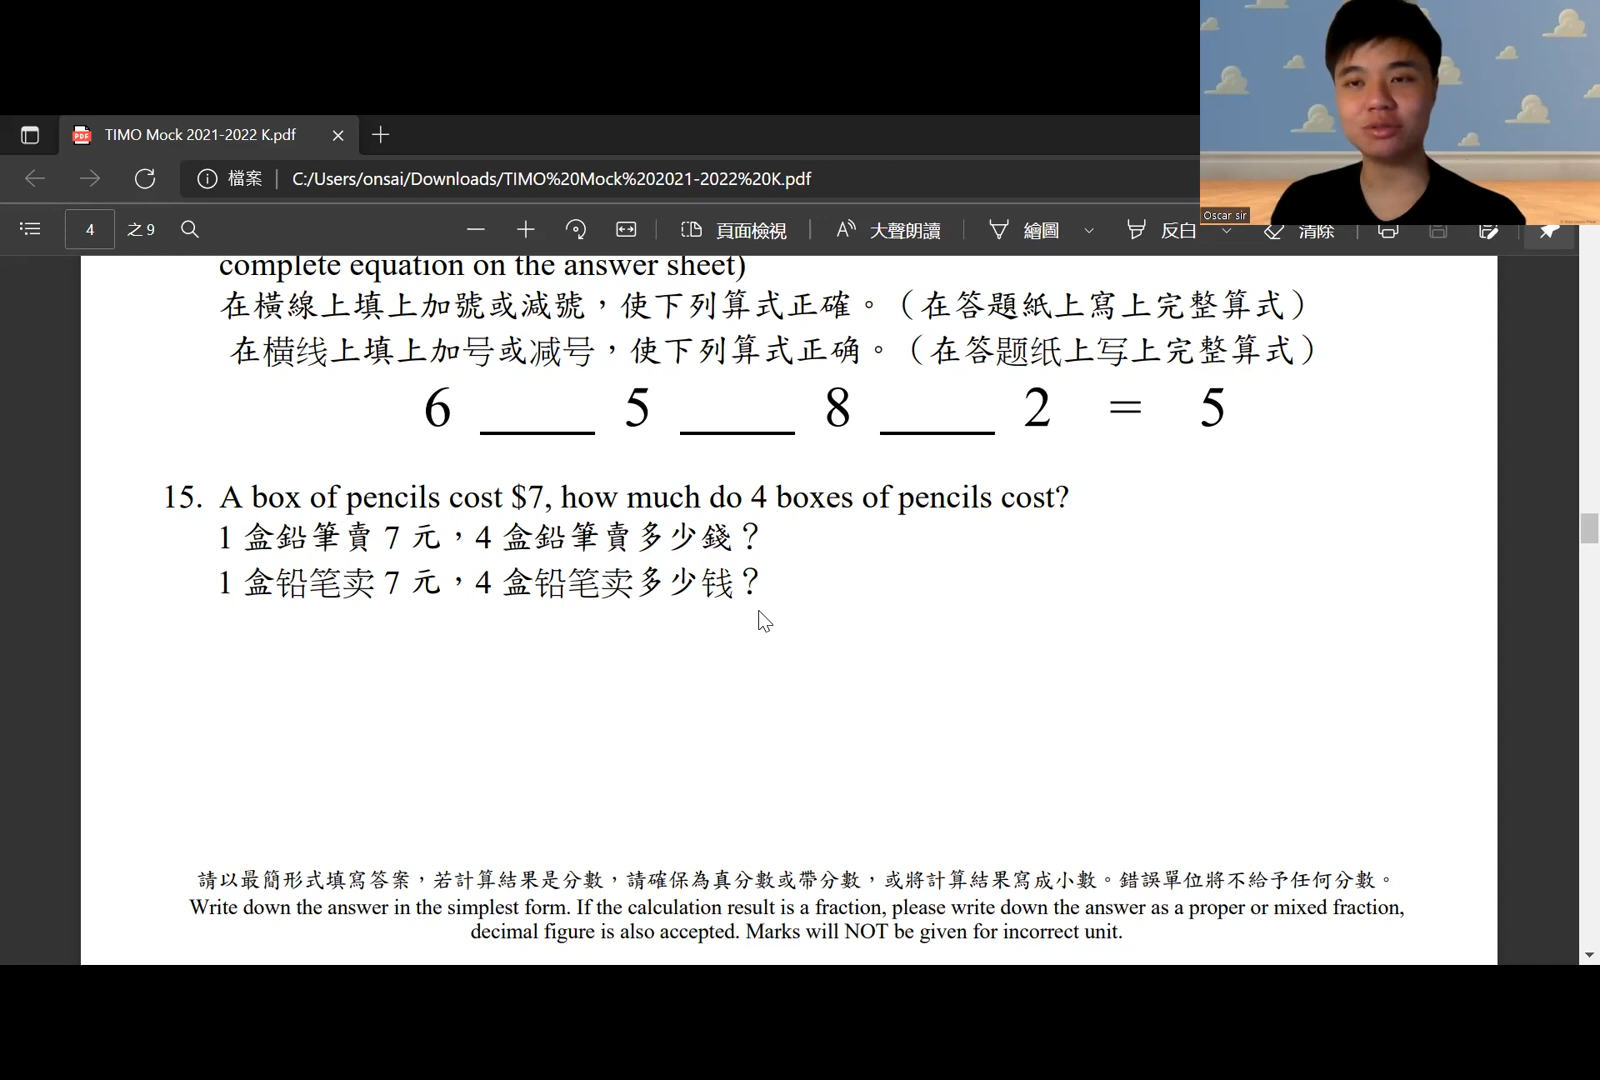 TIMO Mock 2021-2022 K.pdf
檔案 C:/Users/onsai/Downloads/TIMO%20Mock%202021-2022%20K.pdf
Oscar sir
4 之9 頁面檢視 大聲朗讀 繪圖 反白 清除
complete equation on the answer sheet)
在橫線上填上加號或減號，使下列算式正確。（在答題紙上寫上完整算式）
在横线上填上加号或减号，使下列算式正确。（在答题纸上写上完整算式）
6 ____ 5 ____ 8 ____ 2 = 5
15. A box of pencils cost $7, how much do 4 boxes of pencils cost?
1 盒鉛筆賣 7 元，4 盒鉛筆賣多少錢？
1 盒铅笔卖 7 元，4 盒铅笔卖多少钱？
請以最簡形式填寫答案，若計算結果是分數，請確保為真分數或帶分數，或將計算結果寫成小數。錯誤單位將不給予任何分數。
Write down the answer in the simplest form. If the calculation result is a fraction, please write down the answer as a proper or mixed fraction,
decimal figure is also accepted. Marks will NOT be given for incorrect unit.